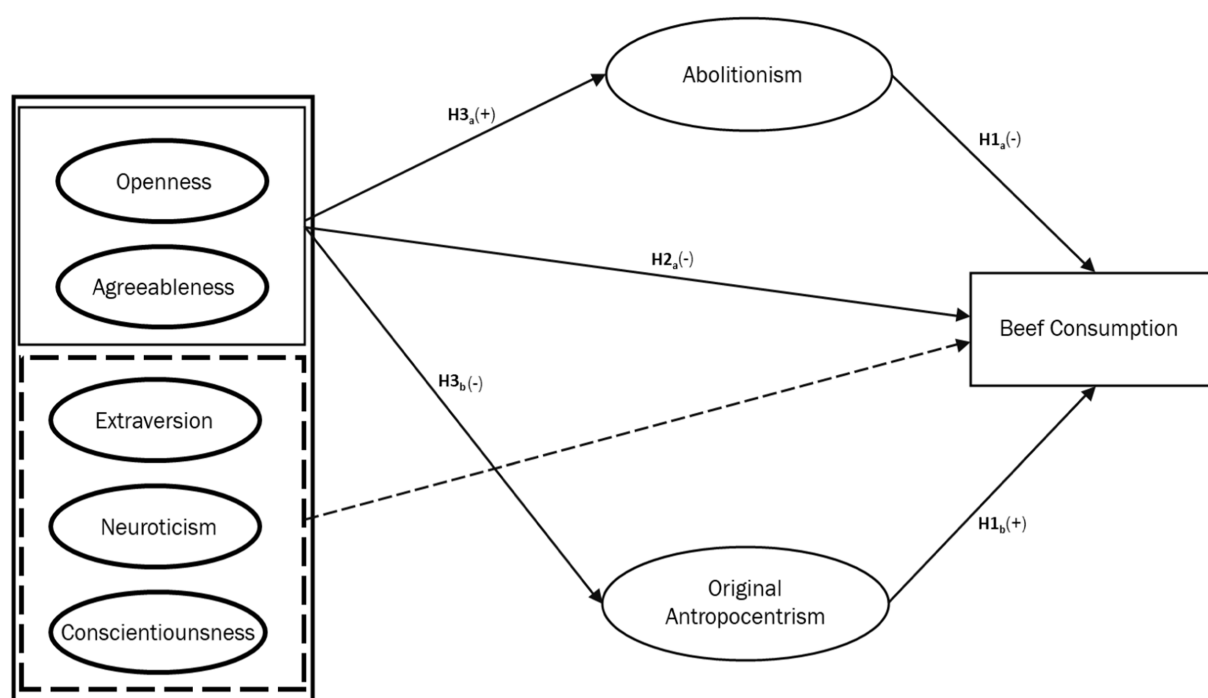 Abolitionism
H3a(+)
H1a(-)
Openness
Agreeableness
H2a(-)
Beef Consumption
H3b(-)
Extraversion
Neuroticism
H1b(+)
Original
Antropocentrism
Conscientiounsness